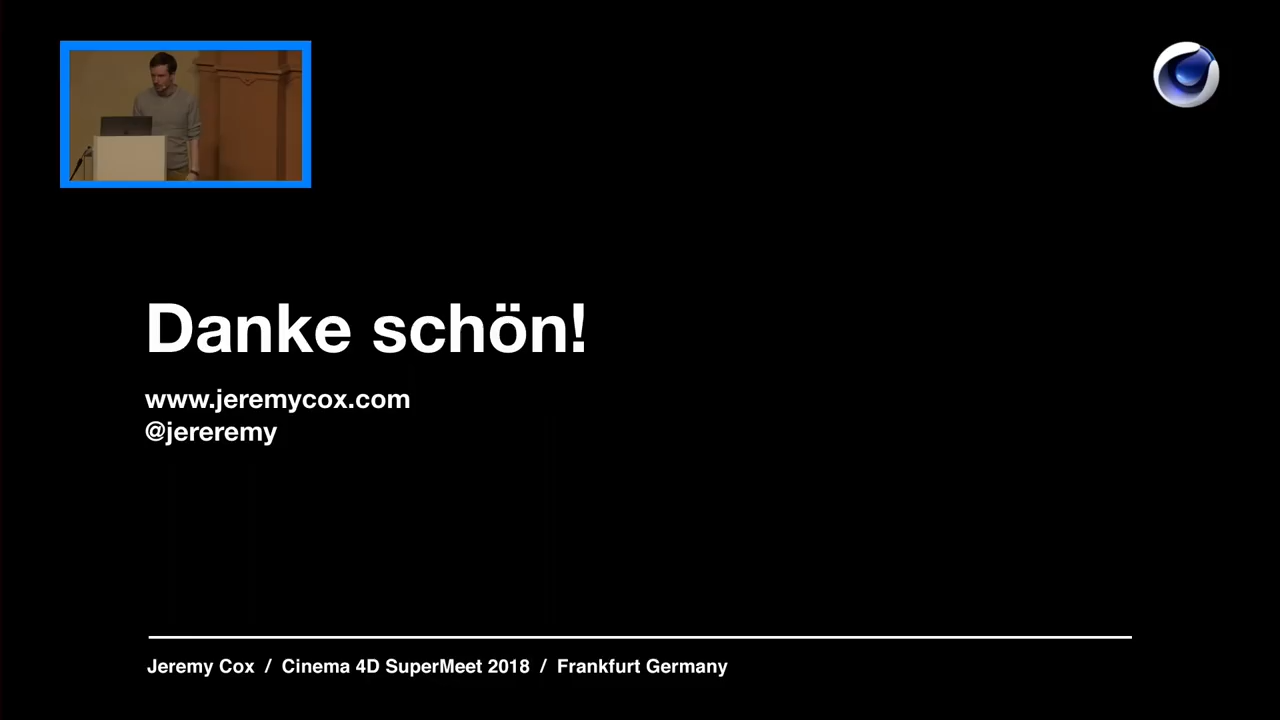 Danke schön!
www.jeremycox.com
@jereremy
Jeremy Cox / Cinema 4D SuperMeet 2018 / Frankfurt Germany